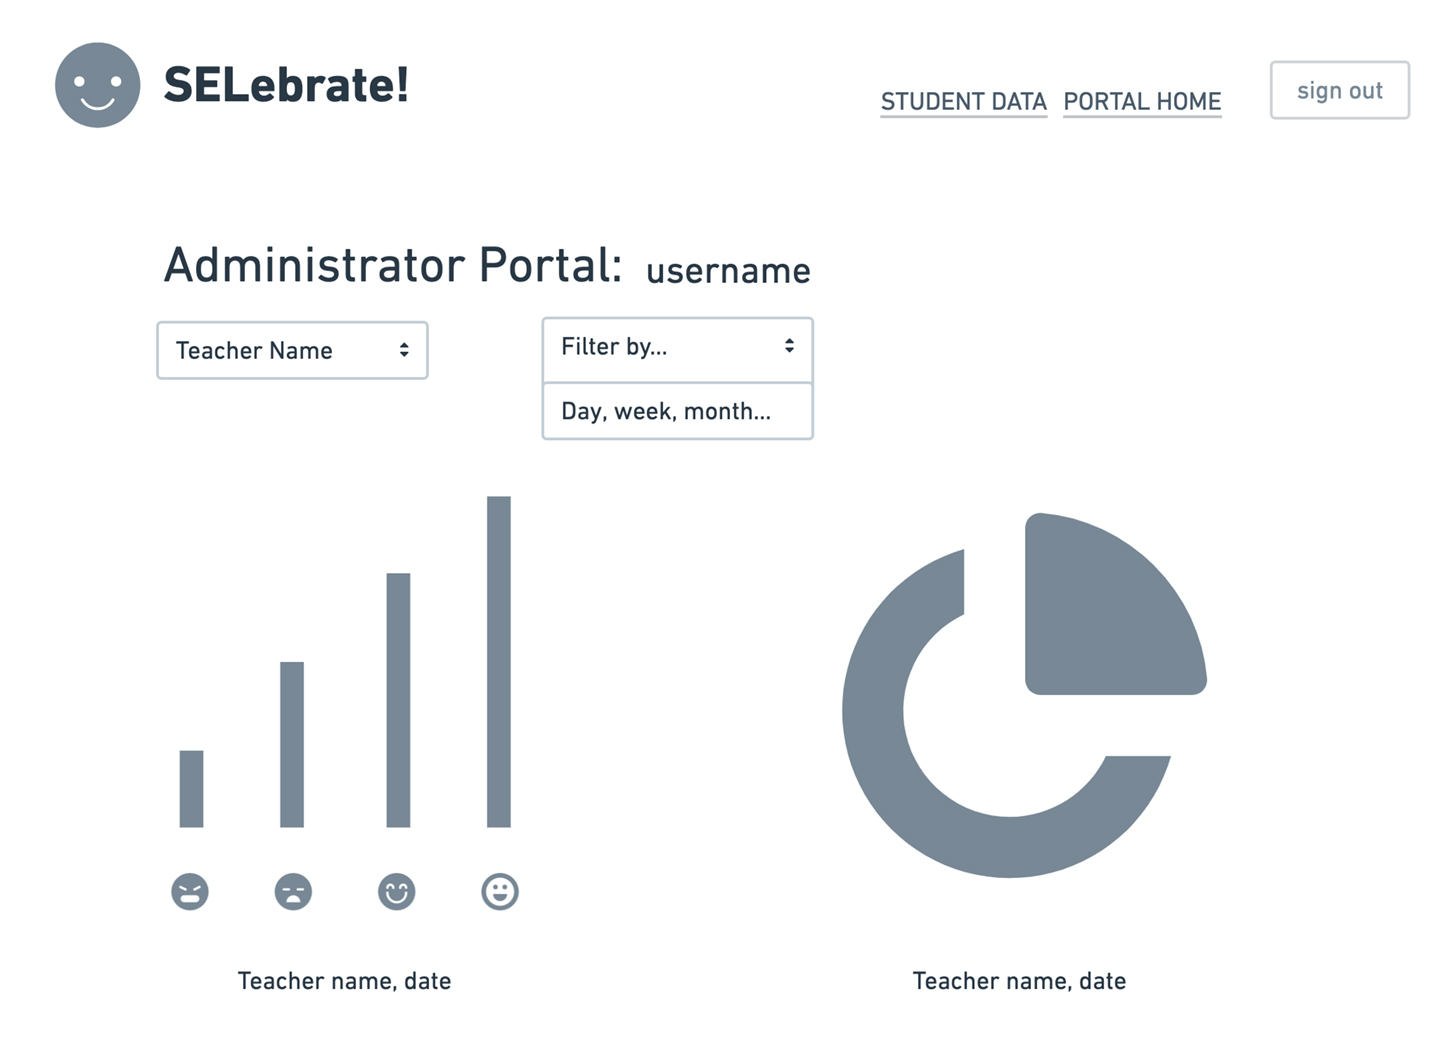 SELebrate!
STUDENT DATA PORTAL HOME sign out
Administrator Portal: username
Teacher Name
Filter by...
Day, week, month...
Teacher name, date
Teacher name, date